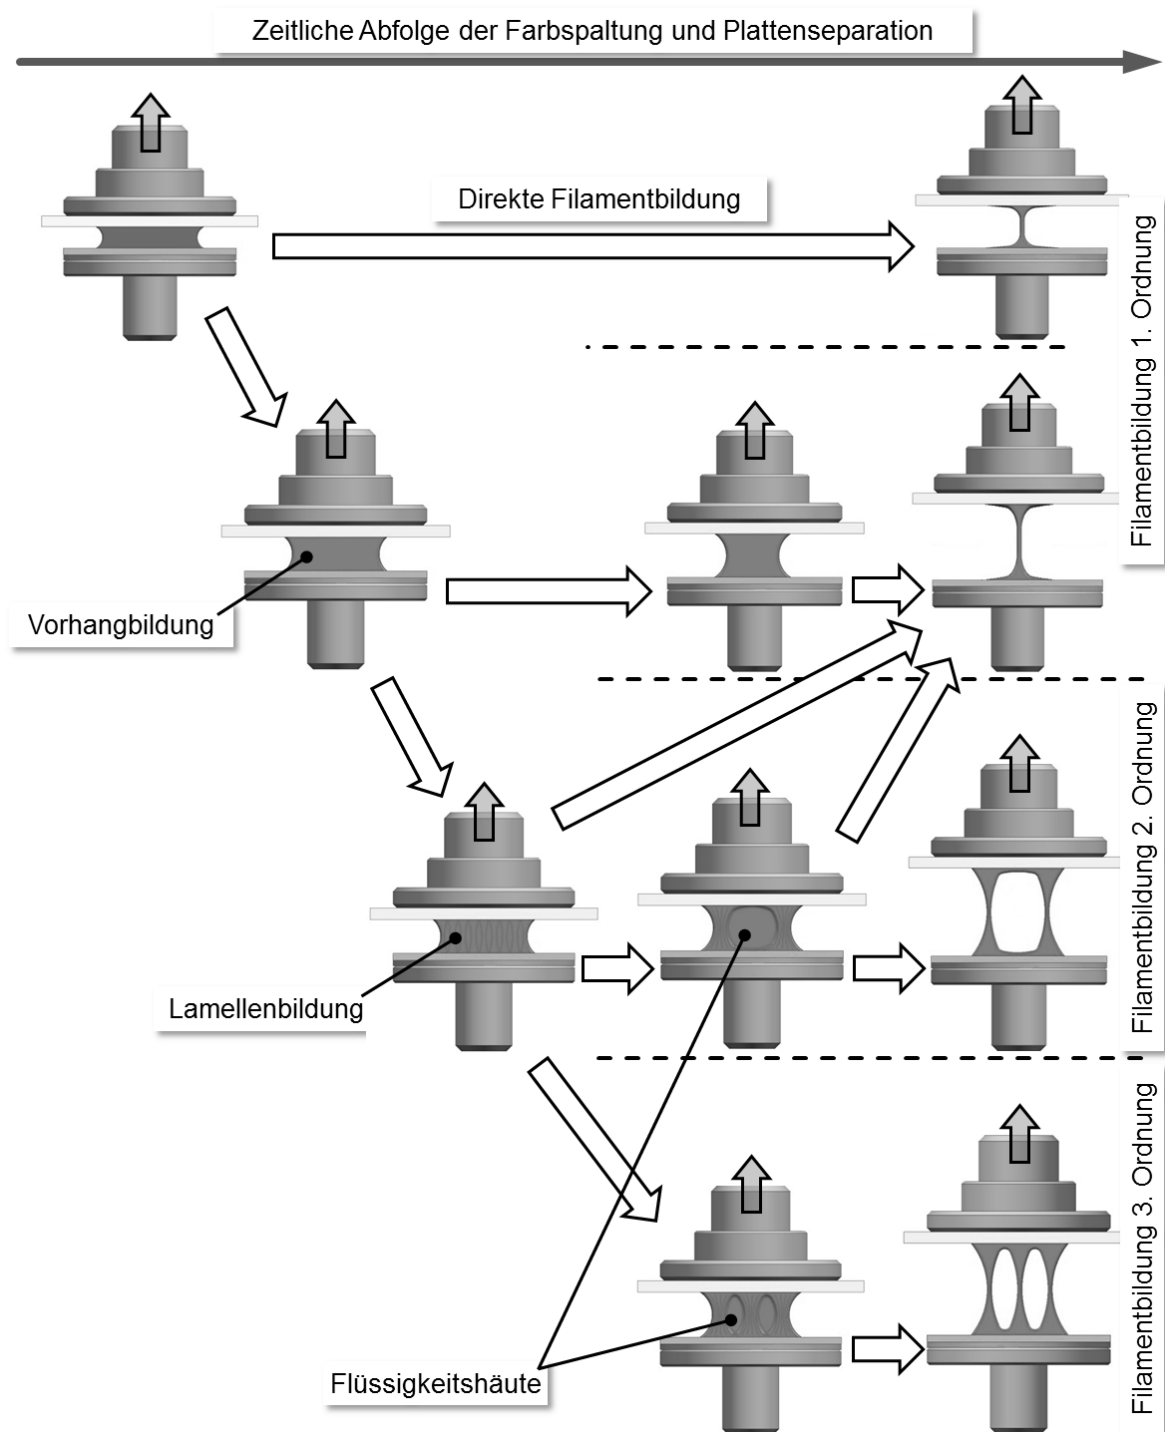 Zeitliche Abfolge der Farbspaltung und Plattenseparation
Direkte Filamentbildung
Filamentbildung 1. Ordnung
Vorhangbildung
Filamentbildung 2. Ordnung
Lamellenbildung
Filamentbildung 3. Ordnung
Flüssigkeitshäute